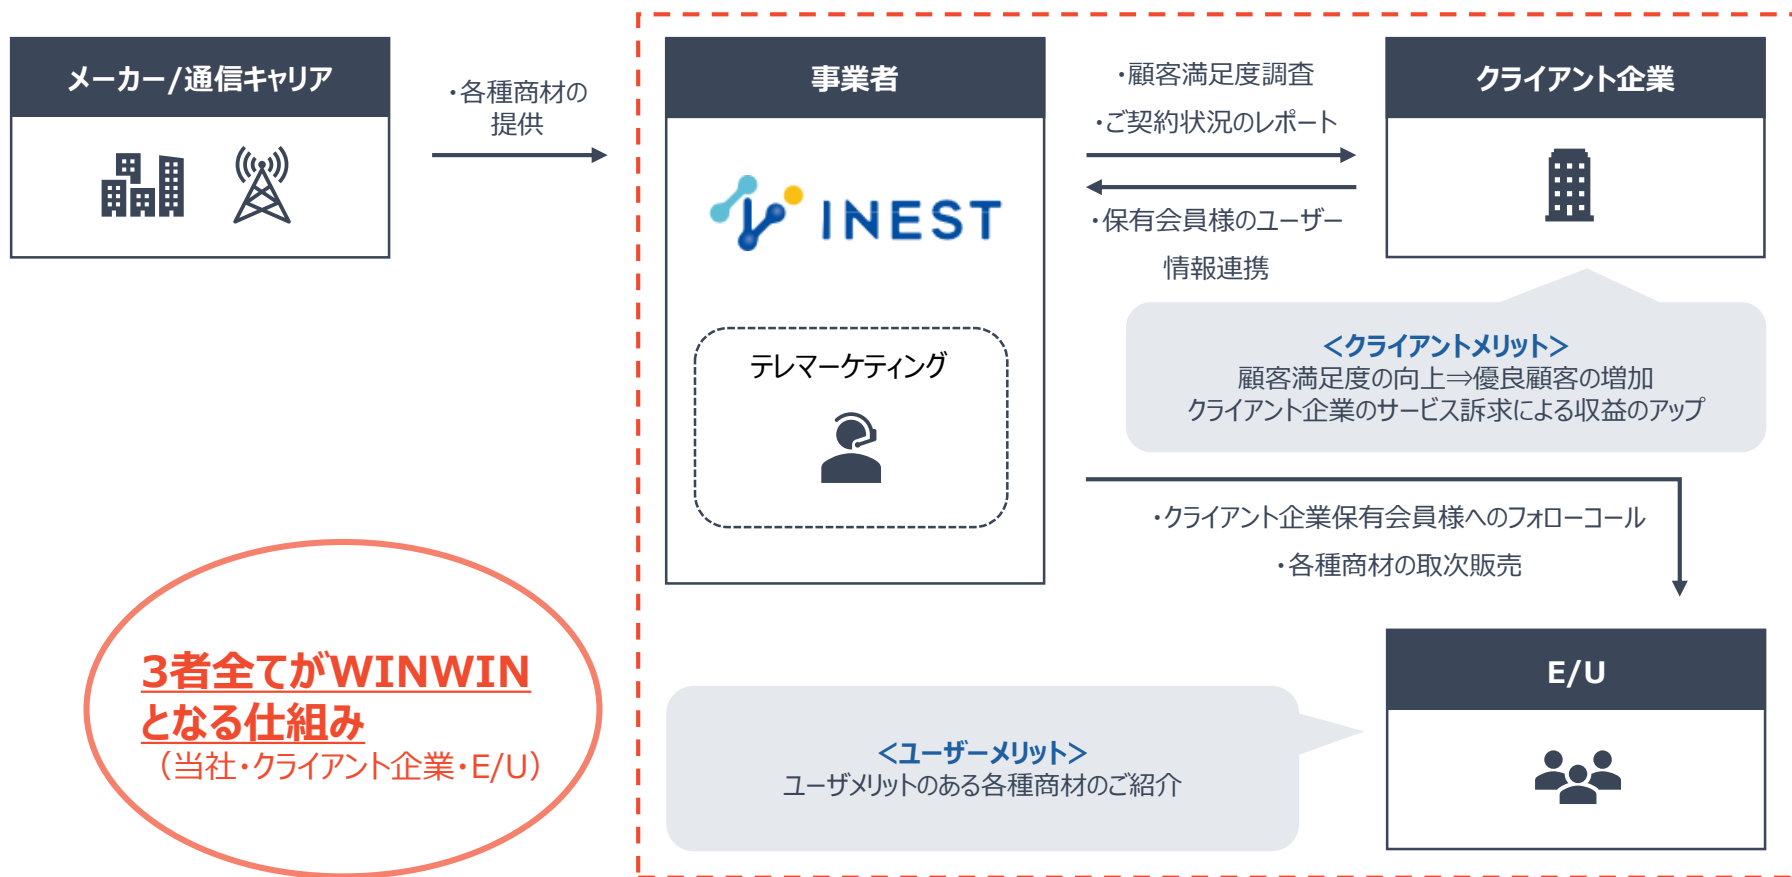 メーカー/通信キャリア
・各種商材の
提供
事業者
INEST
テレマーケティング
・顧客満足度調査
・ご契約状況のレポート
・保有会員様のユーザー
情報連携
クライアント企業
<クライアントメリット>
顧客満足度の向上⇒優良顧客の増加
クライアント企業のサービス訴求による収益のアップ
・クライアント企業保有会員様へのフォローコール
・各種商材の取次販売
E/U
<ユーザーメリット>
ユーザメリットのある各種商材のご紹介
3者全てがWINWIN
となる仕組み
（当社・クライアント企業・E/U）